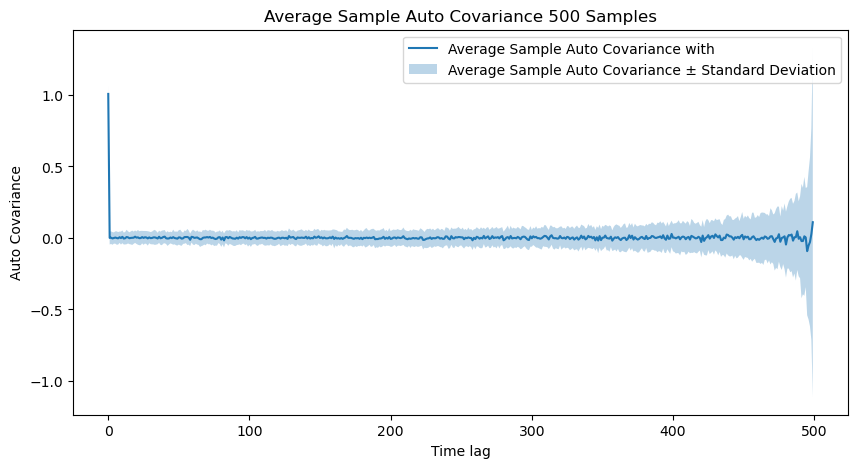 Average Sample Auto Covariance 500 Samples
Average Sample Auto Covariance with
Average Sample Auto Covariance ± Standard Deviation
Auto Covariance
1.0
0.5
0.0
−0.5
−1.0
0 100 200 300 400 500
Time lag